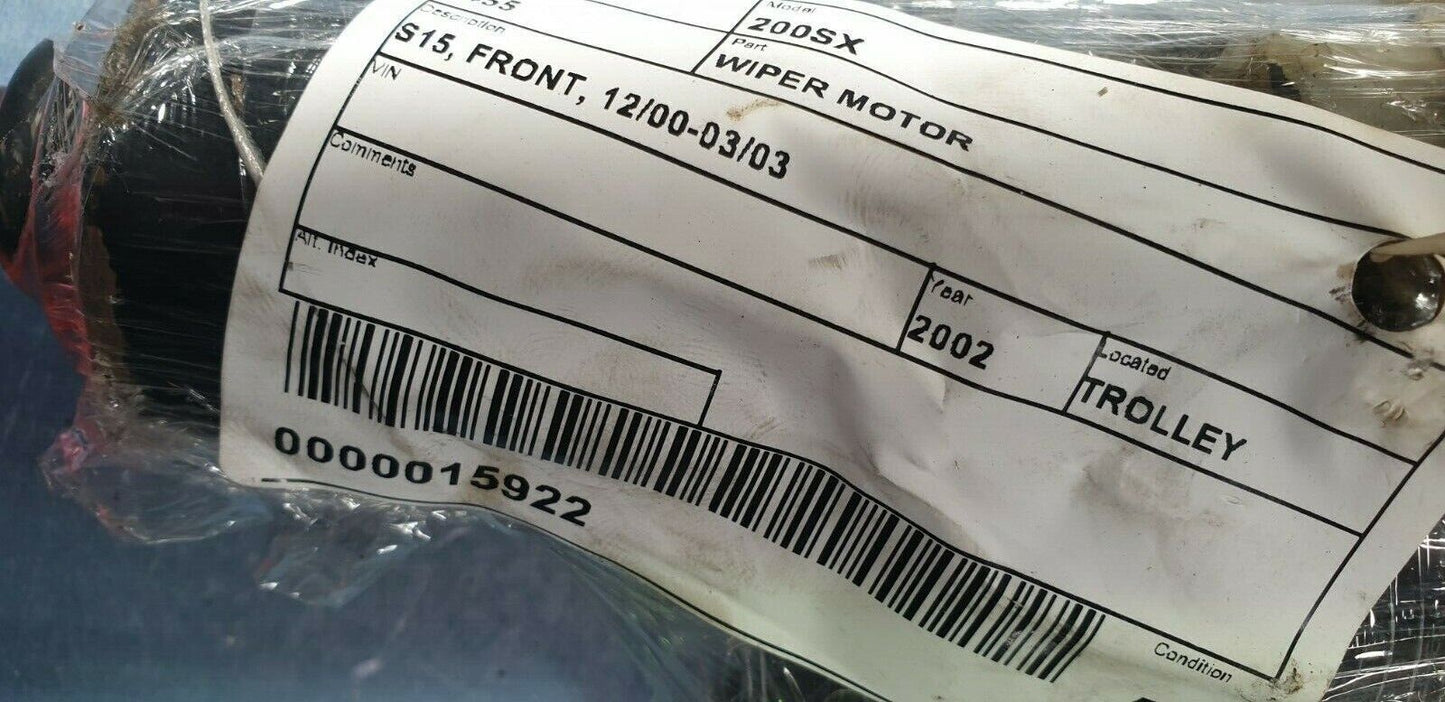 Model
200SX
Part
WIPER MOTOR
Description
S15, FRONT, 12/00-03/03
VIN
Comments
Year
2002
Located
TROLLEY
Alt. Index
0000015922
Condition